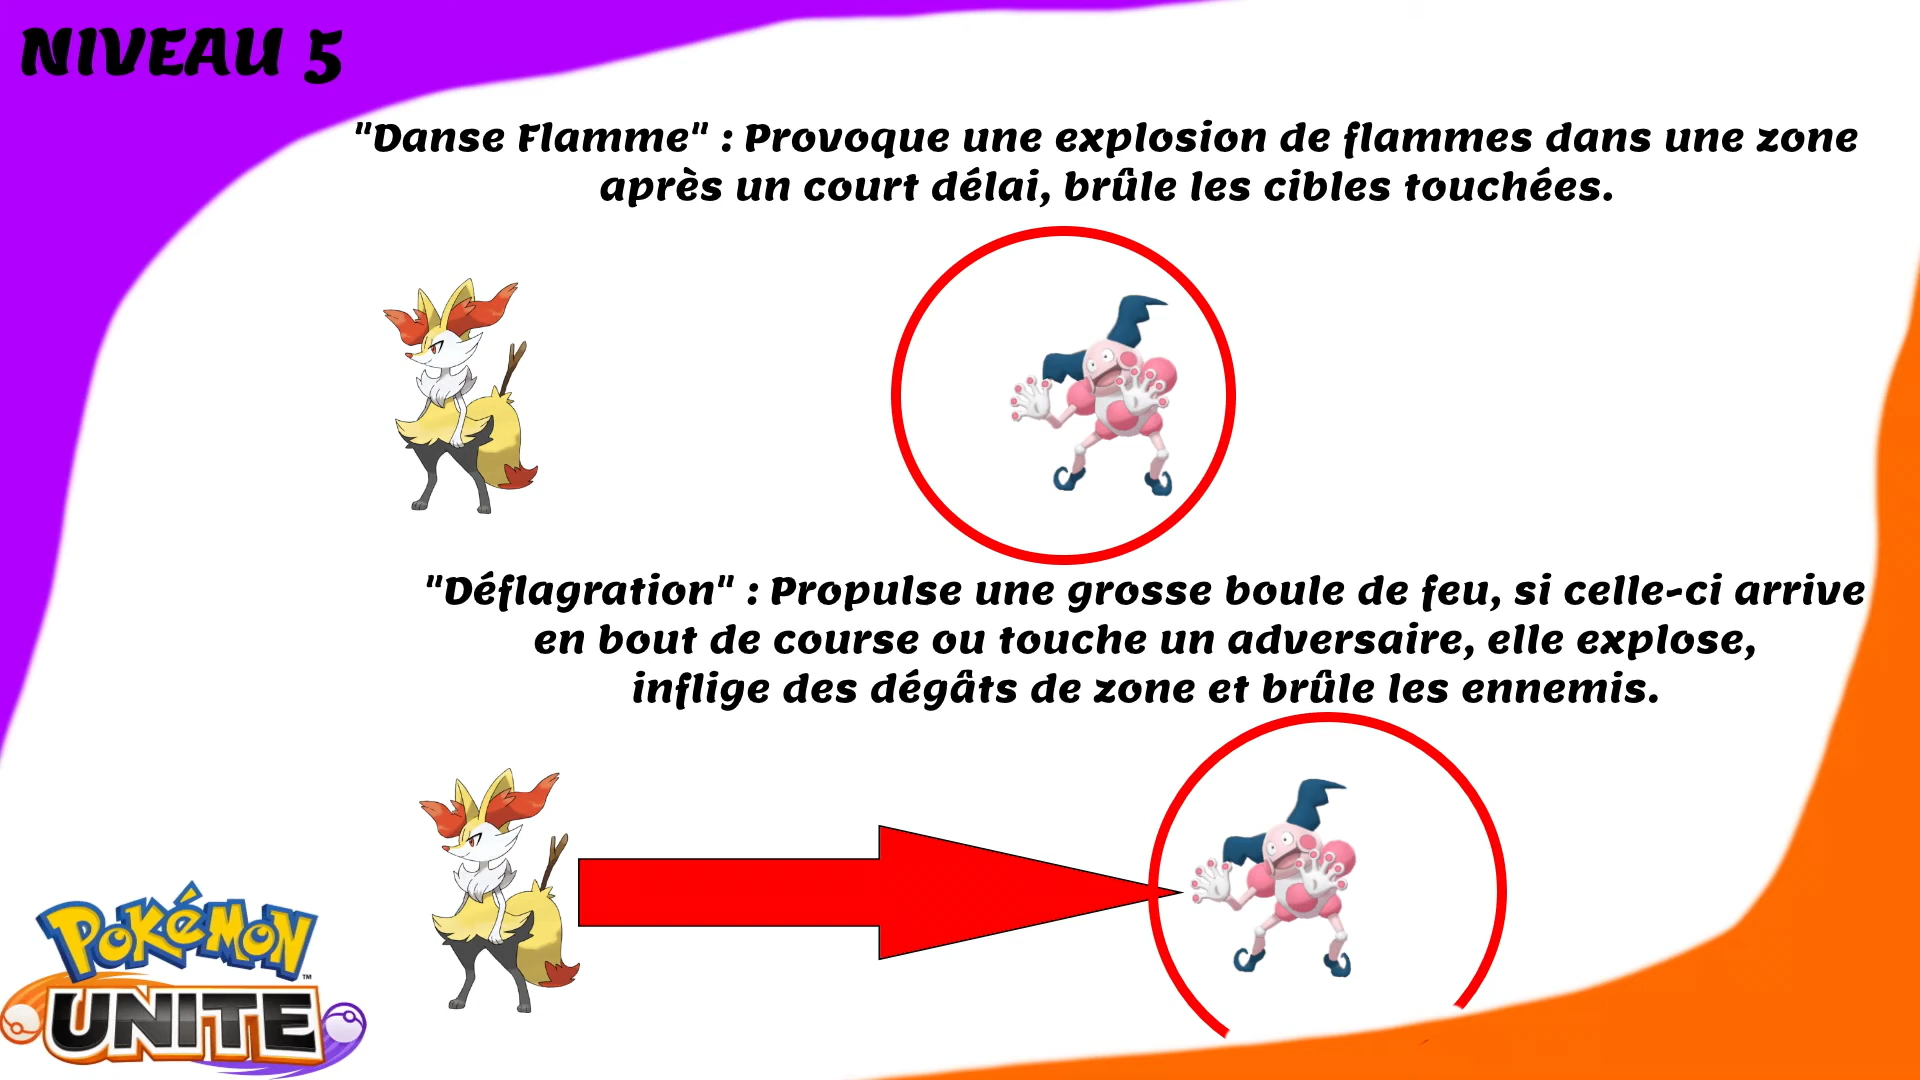 NIVEAU 5
"Danse Flamme" : Provoque une explosion de flammes dans une zone
après un court délai, brûle les cibles touchées.
"Déflagration" : Propulse une grosse boule de feu, si celle-ci arrive
en bout de course ou touche un adversaire, elle explose,
inflige des dégâts de zone et brûle les ennemis.
POKéMON
™
UNITE